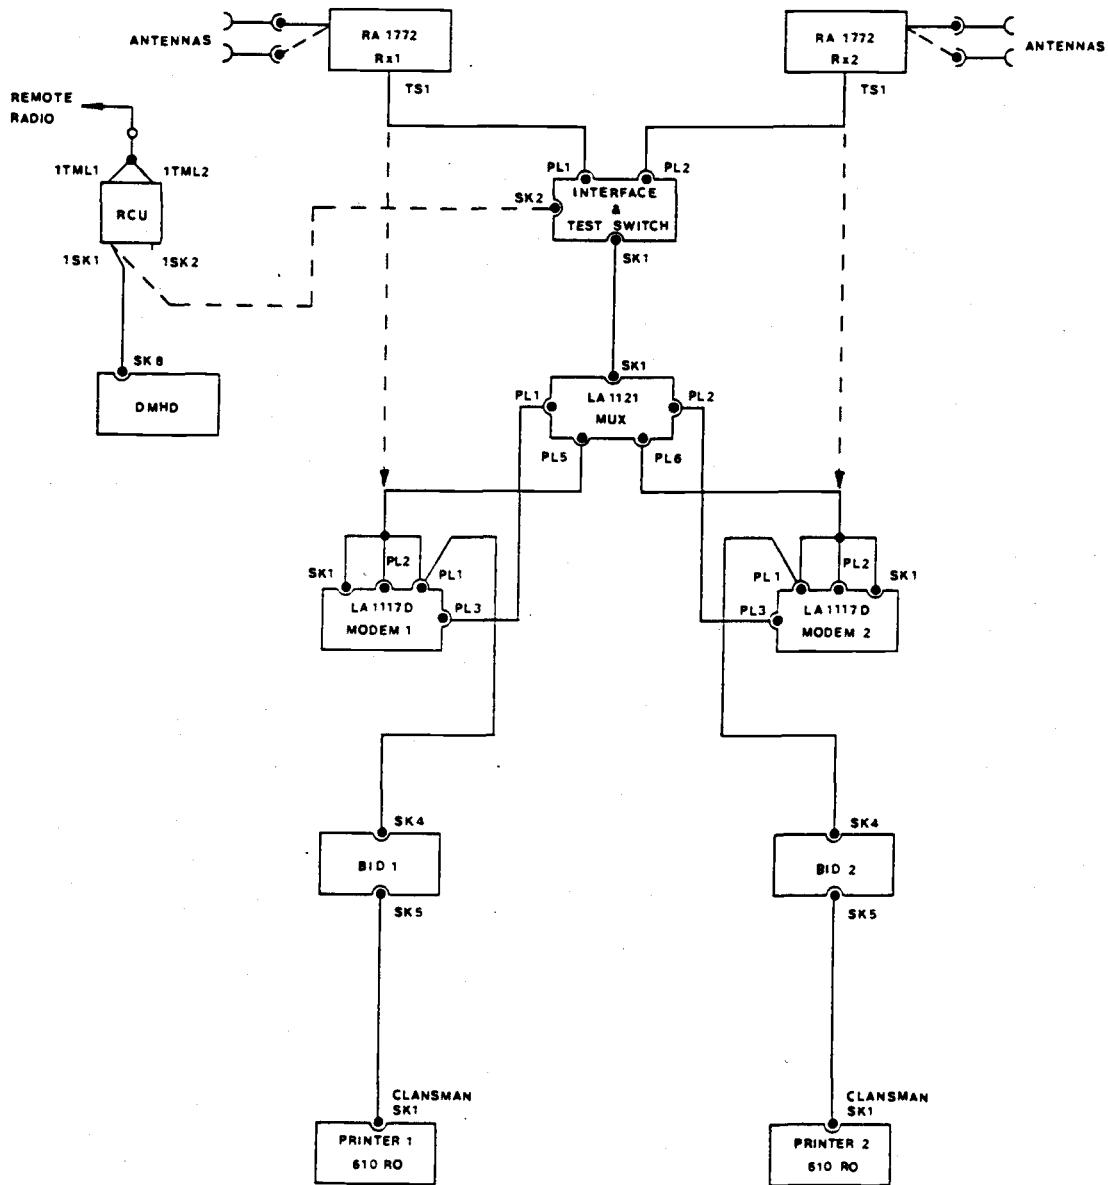 ANTENNAS
RA 1772
Rx1
TS1
RA 1772
Rx2
TS1
ANTENNAS
REMOTE
RADIO
1TML1
1TML2
RCU
1SK1
1SK2
SK8
DMHD
PL1
PL2
SK2
INTERFACE
&
TEST SWITCH
SK1
SK1
PL1
LA 1121
MUX
PL2
PL5
PL6
SK1
PL2
PL1
LA 1117D
MODEM 1
PL3
PL1
PL2
SK1
PL3
LA 1117D
MODEM 2
SK4
BID 1
SK5
SK4
BID 2
SK5
CLANSMAN
SK1
PRINTER 1
610 RO
CLANSMAN
SK1
PRINTER 2
610 RO